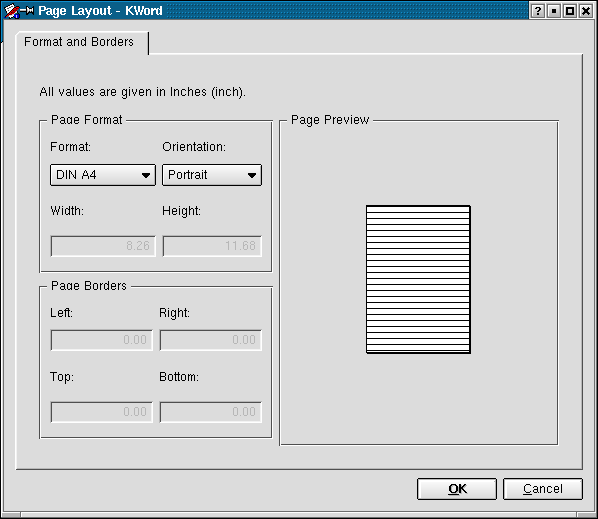 Page Layout - KWord
Format and Borders
All values are given in Inches (inch).
Page Format
Format:
Orientation:
DIN A4
Portrait
Width:
Height:
8.26
11.68
Page Borders
Left:
Right:
0.00
0.00
Top:
Bottom:
0.00
0.00
Page Preview
OK
Cancel